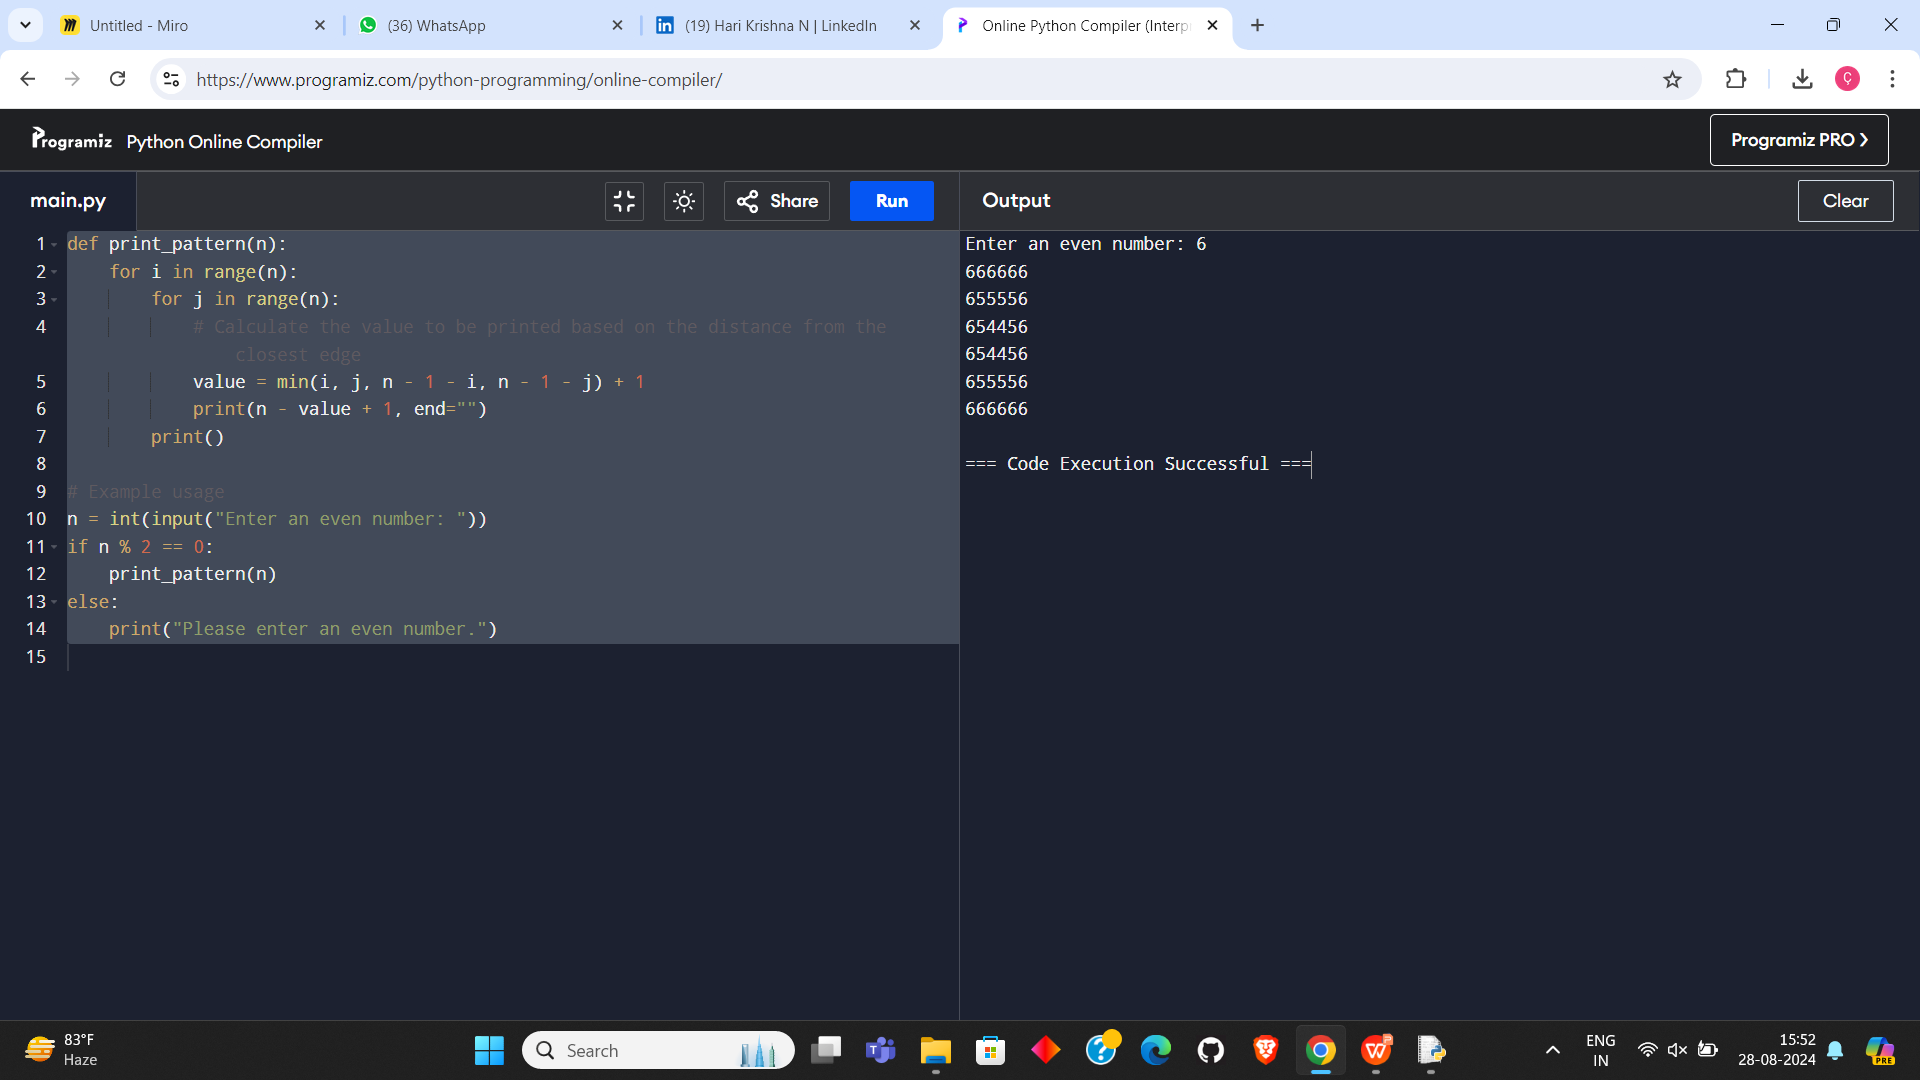 Untitled - Miro
(36) WhatsApp
(19) Hari Krishna N | LinkedIn
Online Python Compiler (Interp
https://www.programiz.com/python-programming/online-compiler/
Programiz Python Online Compiler
Programiz PRO
main.py
Share
Run
Output
Clear
1 def print_pattern(n):
2     for i in range(n):
3         for j in range(n):
4             # Calculate the value to be printed based on the distance from the
                closest edge
5             value = min(i, j, n - 1 - i, n - 1 - j) + 1
6             print(n - value + 1, end="")
7         print()
8
9 # Example usage
10 n = int(input("Enter an even number: "))
11 if n % 2 == 0:
12     print_pattern(n)
13 else:
14     print("Please enter an even number.")
15
Enter an even number: 6
666666
655556
654456
654456
655556
666666
=== Code Execution Successful ===
83°F
Haze
Search
ENG
IN
15:52
28-08-2024
PRE